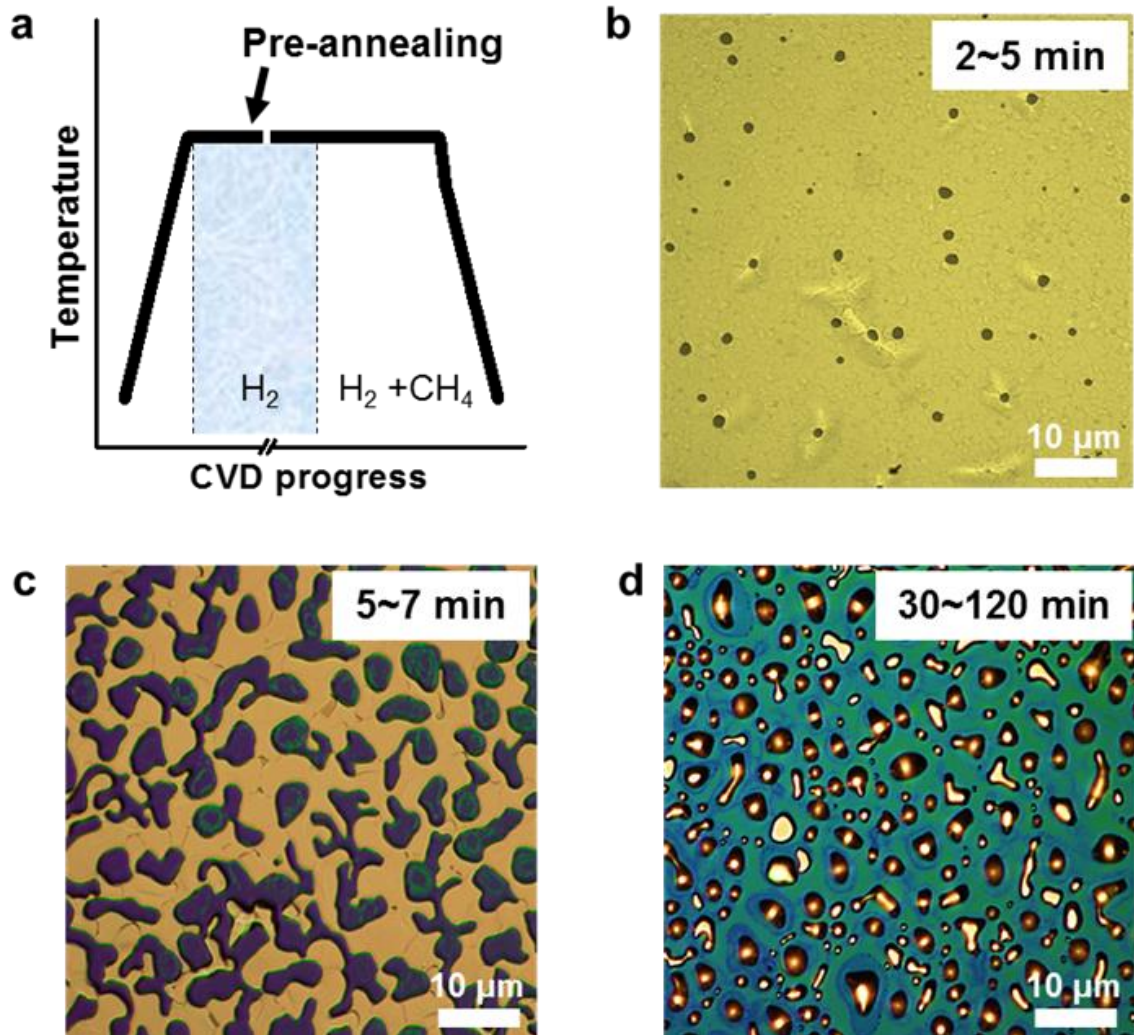 a
Pre-annealing
Temperature
H₂
H₂ +CH₄
CVD progress
b
2~5 min
10 μm
c
5~7 min
10 μm
d
30~120 min
10 μm